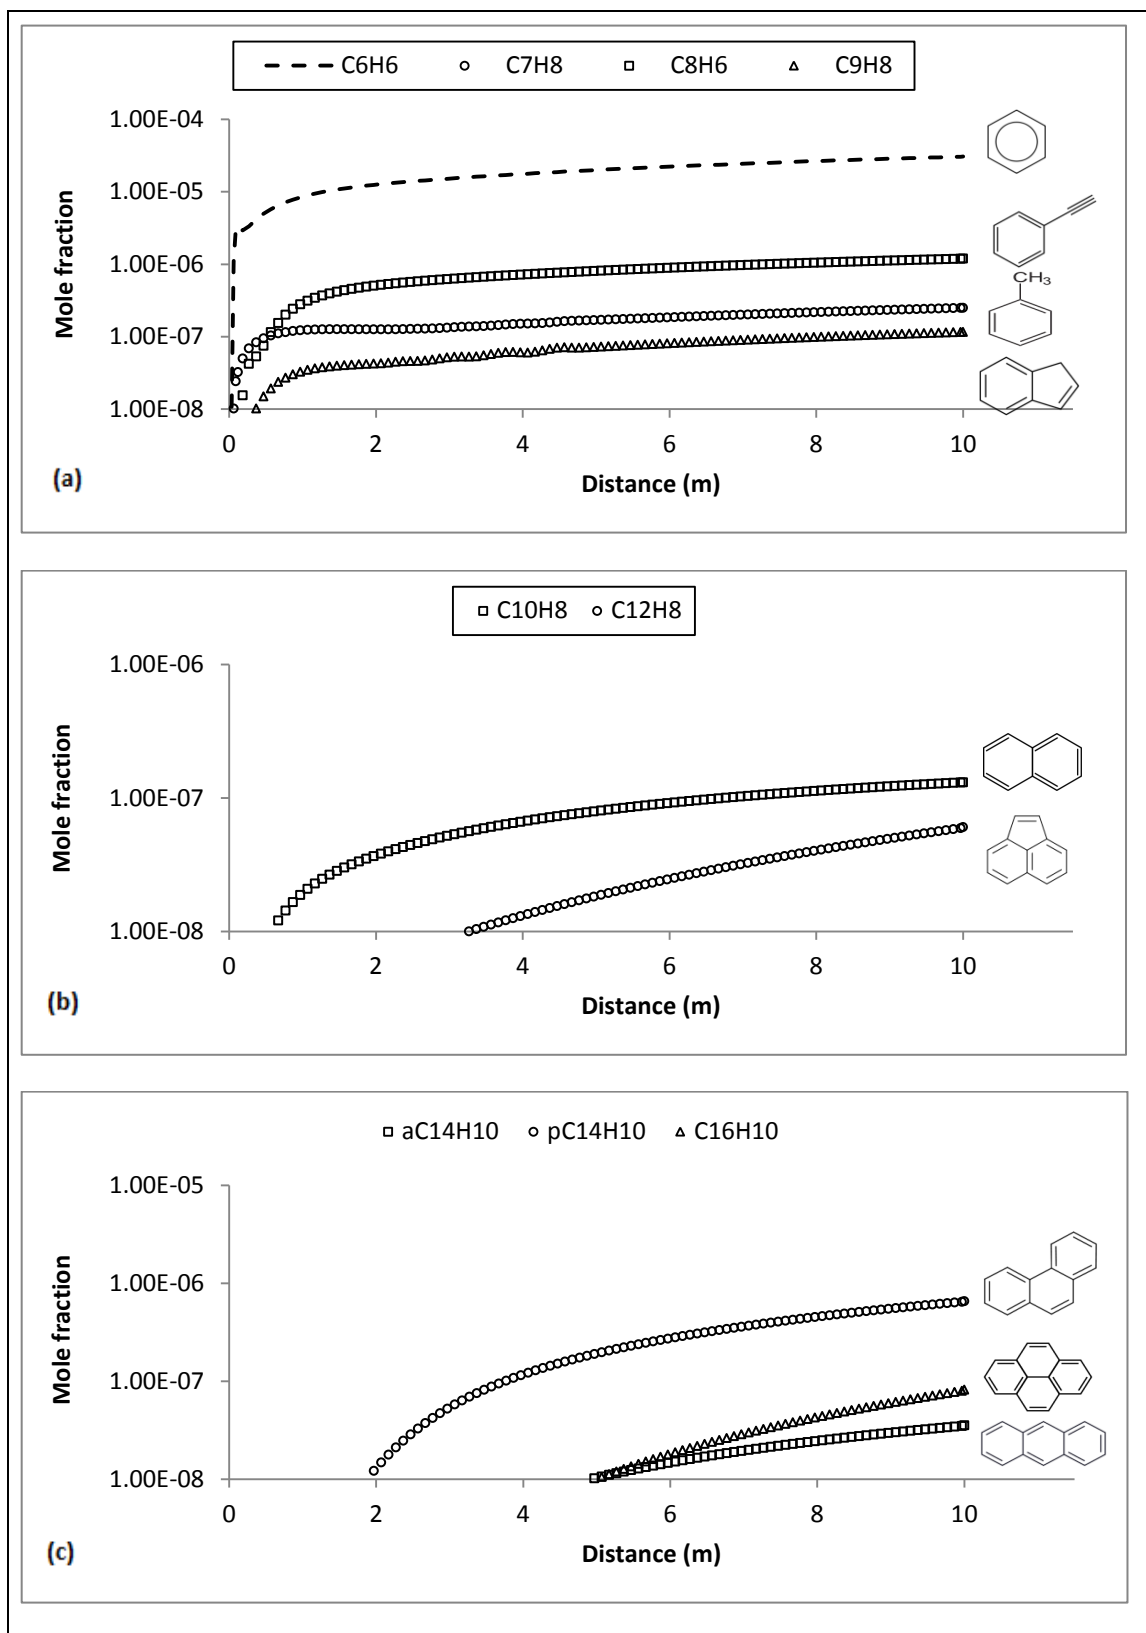 C6H6 C7H8 C8H6 C9H8
1.00E-04
1.00E-05
1.00E-06
1.00E-07
1.00E-08
Mole fraction
CH3
0 2 4 6 8 10
Distance (m)
(a)
C10H8 C12H8
1.00E-06
1.00E-07
1.00E-08
Mole fraction
0 2 4 6 8 10
Distance (m)
(b)
aC14H10 pC14H10 C16H10
1.00E-05
1.00E-06
1.00E-07
1.00E-08
Mole fraction
0 2 4 6 8 10
Distance (m)
(c)